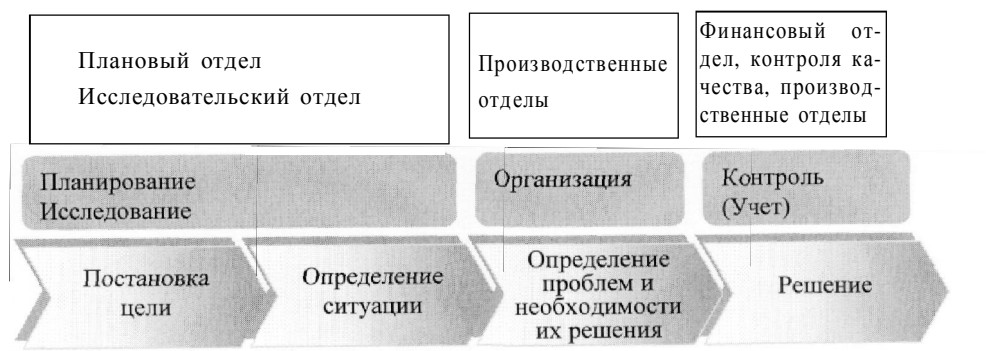 Плановый отдел
Исследовательский отдел
Производственные
отделы
Финансовый от-
дел, контроля ка-
чества, производ-
ственные отделы
Планирование
Исследование
Организация
Контроль
(Учет)
Постановка
цели
Определение
ситуации
Определение
проблем и
необходимости
их решения
Решение